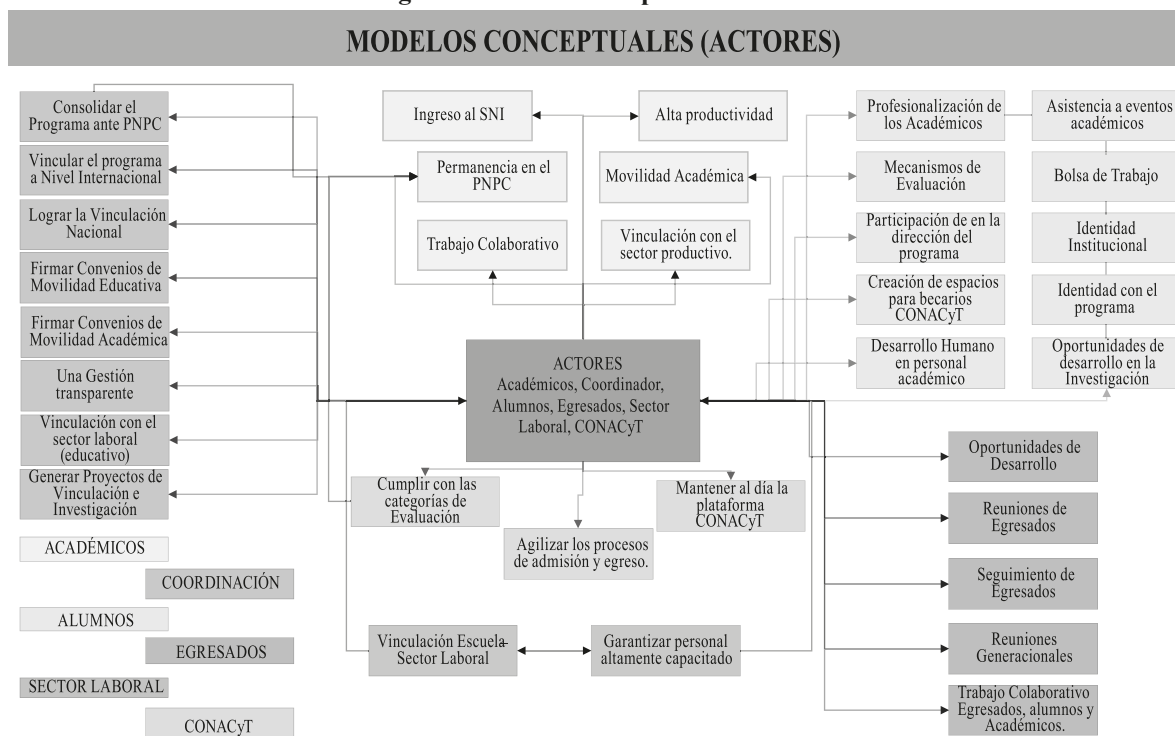 MODELOS CONCEPTUALES (ACTORES)
Consolidar el
Programa ante PNPC
Vincular el programa
a Nivel Internacional
Lograr la Vinculación
Nacional
Firmar Convenios de
Movilidad Educativa
Firmar Convenios de
Movilidad Académica
Una Gestión
transparente
Vinculación con el
sector laboral
(educativo)
Generar Proyectos de
Vinculación e
Investigación
Ingreso al SNI
Alta productividad
Permanencia en el
PNPC
Movilidad Académica
Trabajo Colaborativo
Vinculación con el
sector productivo.
ACTORES
Académicos, Coordinador,
Alumnos, Egresados, Sector
Laboral, CONACyT
Cumplir con las
categorías de
Evaluación
Agilizar los procesos
de admisión y egreso.
Mantener al día la
plataforma
CONACyT
Vinculación Escuela-
Sector Laboral
Garantizar personal
altamente capacitado
Profesionalización de
los Académicos
Mecanismos de
Evaluación
Participación de en la
dirección del
programa
Creación de espacios
para becarios
CONACyT
Desarrollo Humano
en personal
académico
Asistencia a eventos
académicos
Bolsa de Trabajo
Identidad
Institucional
Identidad con el
programa
Oportunidades de
desarrollo en la
Investigación
Oportunidades de
Desarrollo
Reuniones de
Egresados
Seguimiento de
Egresados
Reuniones
Generacionales
Trabajo Colaborativo
Egresados, alumnos y
Académicos.
ACADÉMICOS
COORDINACIÓN
ALUMNOS
EGRESADOS
SECTOR LABORAL
CONACyT